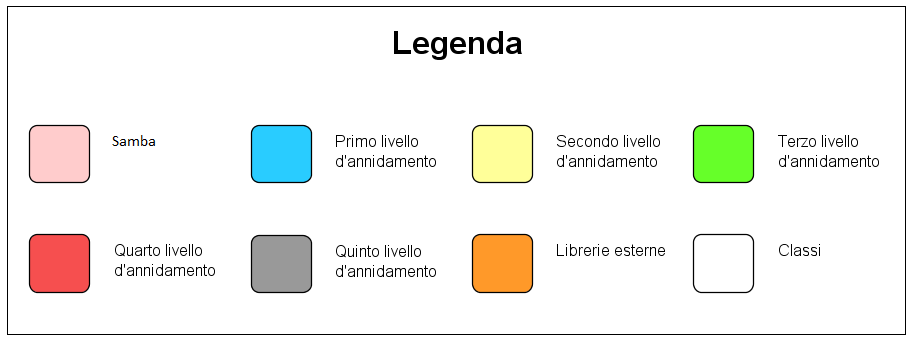 Legenda
Samba
Primo livello
d'annidamento
Secondo livello
d'annidamento
Terzo livello
d'annidamento
Quarto livello
d'annidamento
Quinto livello
d'annidamento
Librerie esterne
Classi